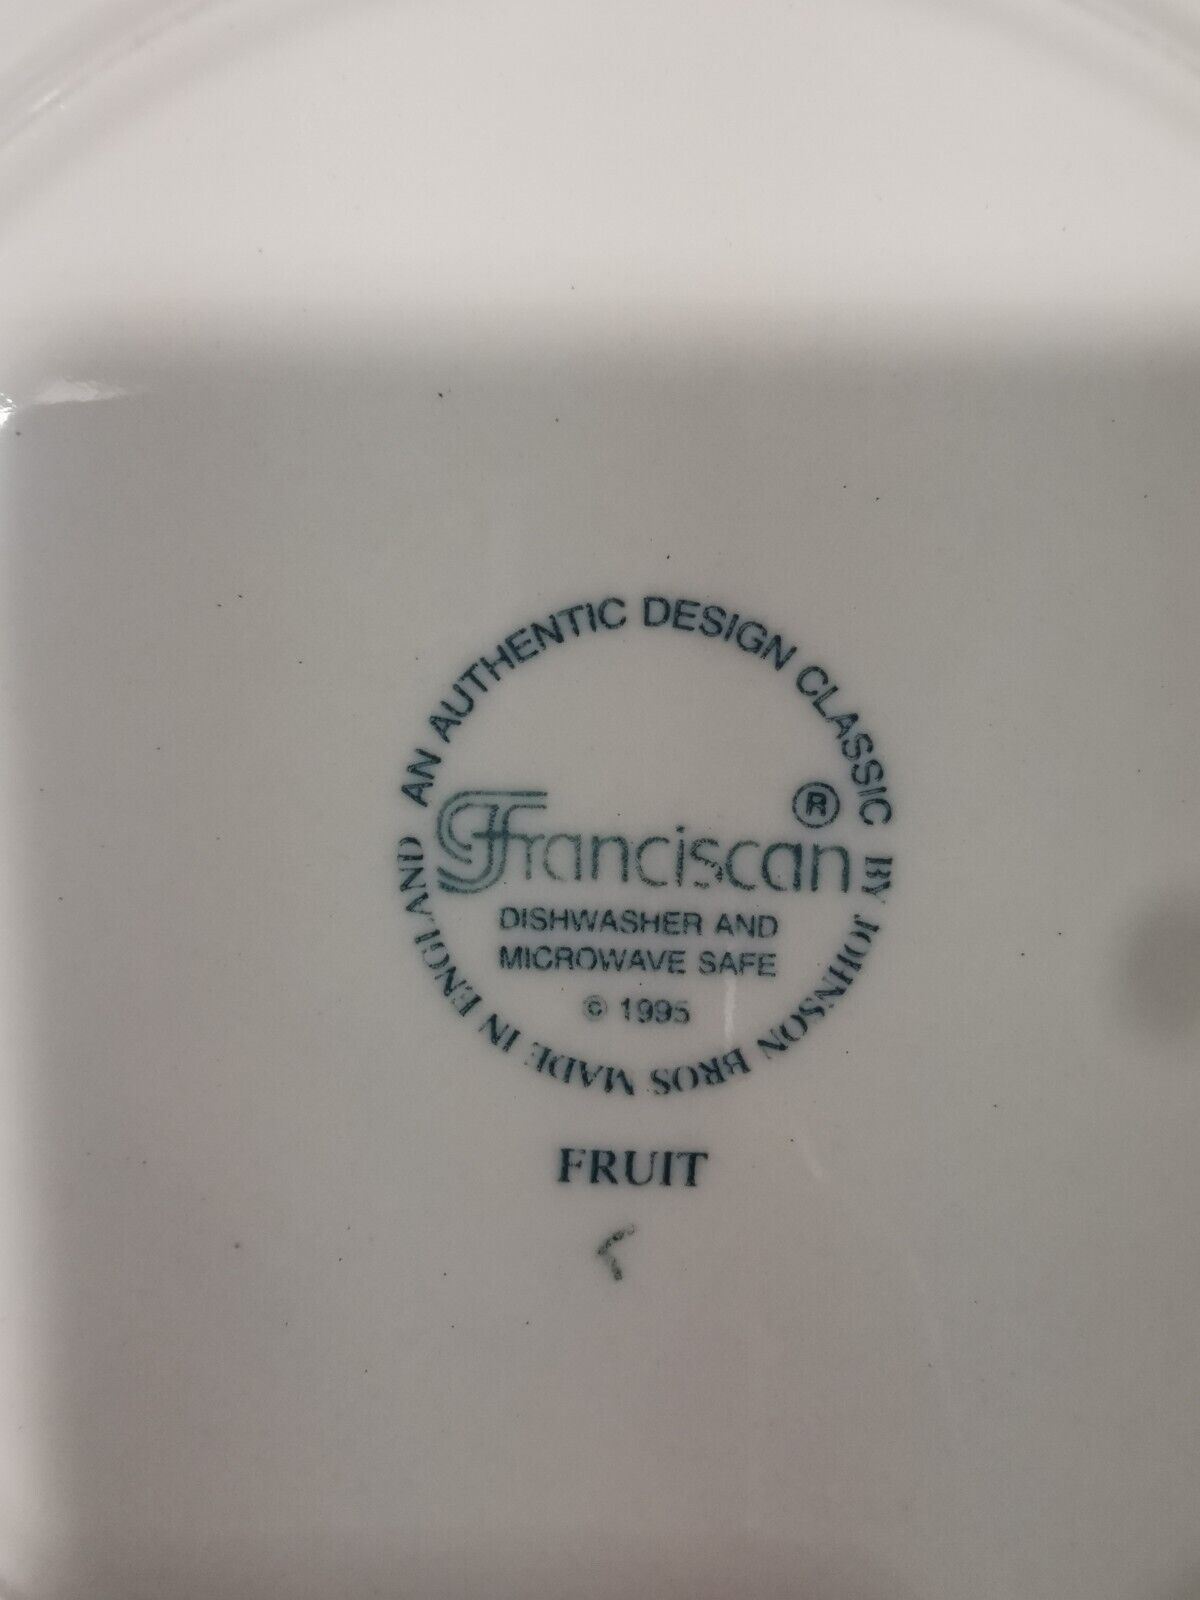 AN AUTHENTIC DESIGN CLASSIC
BY JOHNSON BROS MADE IN ENGLAND
Franciscan ®
DISHWASHER AND
MICROWAVE SAFE
© 1995
FRUIT